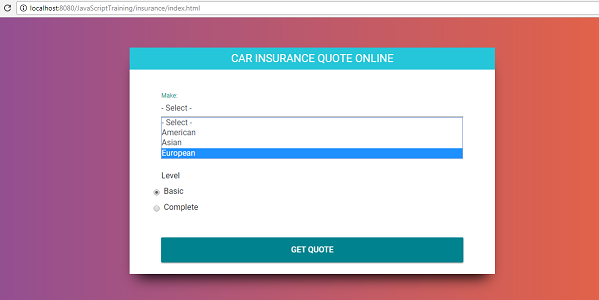 localhost:8080/JavaScriptTraining/insurance/index.html
CAR INSURANCE QUOTE ONLINE
Make:
- Select -
- Select -
American
Asian
European
Level
Basic
Complete
GET QUOTE